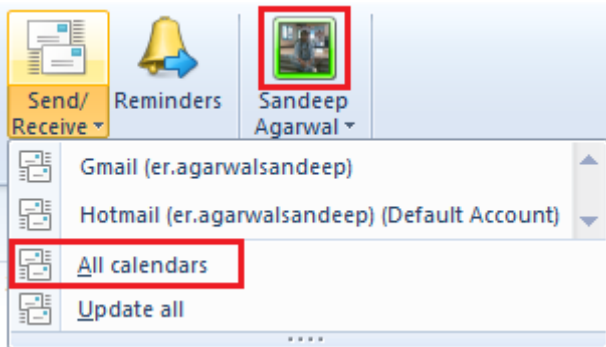 Send/ Reminders Sandeep
Receive Agarwal
Gmail (er.agarwalsandeep)
Hotmail (er.agarwalsandeep) (Default Account)
All calendars
Update all